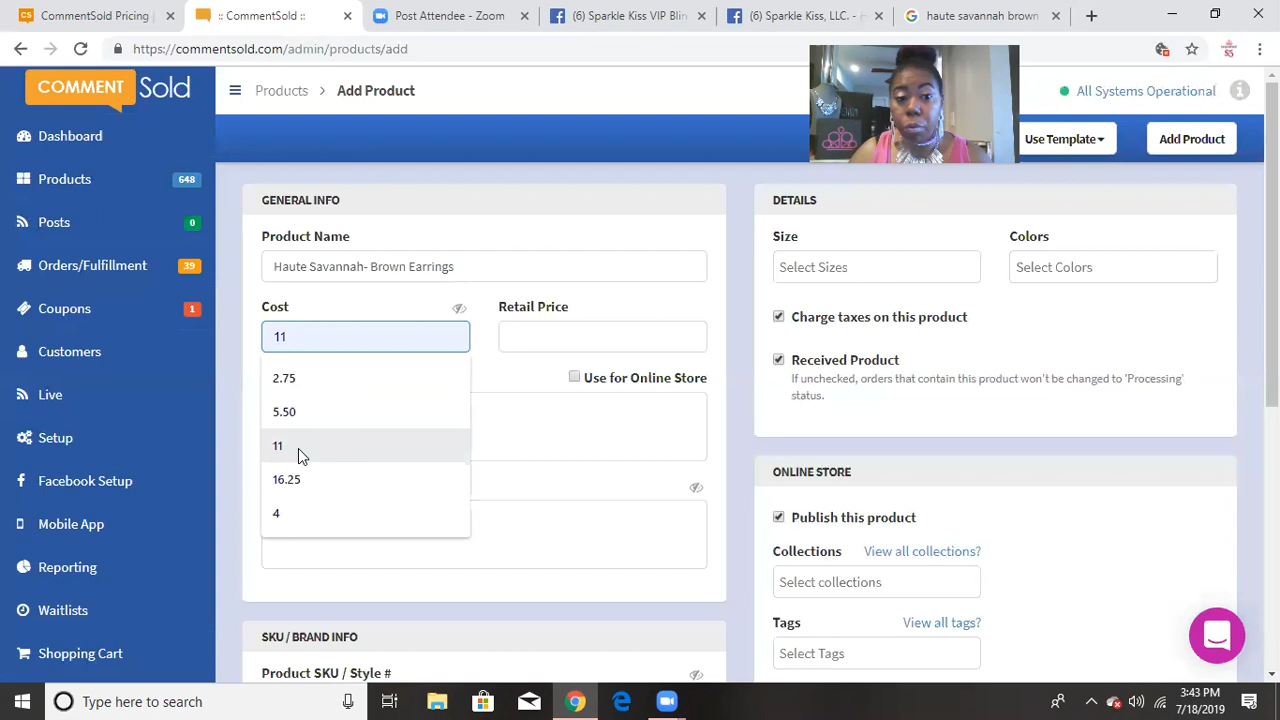 CommentSold Pricing |
:: CommentSold ::
Post Attendee - Zoom
(6) Sparkle Kiss VIP Blin
(6) Sparkle Kiss, LLC. - H
haute savannah brown
https://commentsold.com/admin/products/add
COMMENT Sold
Products > Add Product
All Systems Operational
Use Template
Add Product
Dashboard
Products 648
Posts 0
Orders/Fulfillment 39
Coupons 1
Customers
Live
Setup
Facebook Setup
Mobile App
Reporting
Waitlists
Shopping Cart
GENERAL INFO
Product Name
Haute Savannah- Brown Earrings
Cost
Retail Price
11
2.75
5.50
11
16.25
4
Use for Online Store
SKU / BRAND INFO
Product SKU / Style #
DETAILS
Size
Colors
Select Sizes
Select Colors
Charge taxes on this product
Received Product
If unchecked, orders that contain this product won't be changed to 'Processing'
status.
ONLINE STORE
Publish this product
Collections View all collections?
Select collections
Tags View all tags?
Select Tags
Type here to search
3:43 PM
7/18/2019